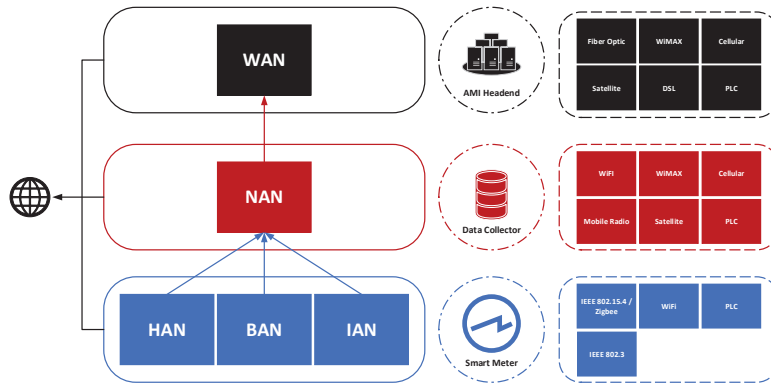 WAN
AMI Headend
Fiber Optic
WiMAX
Cellular
Satellite
DSL
PLC
NAN
Data Collector
WiFI
WiMAX
Cellular
Mobile Radio
Satellite
PLC
HAN
BAN
IAN
Smart Meter
IEEE 802.15.4 /
Zigbee
WiFi
PLC
IEEE 802.3